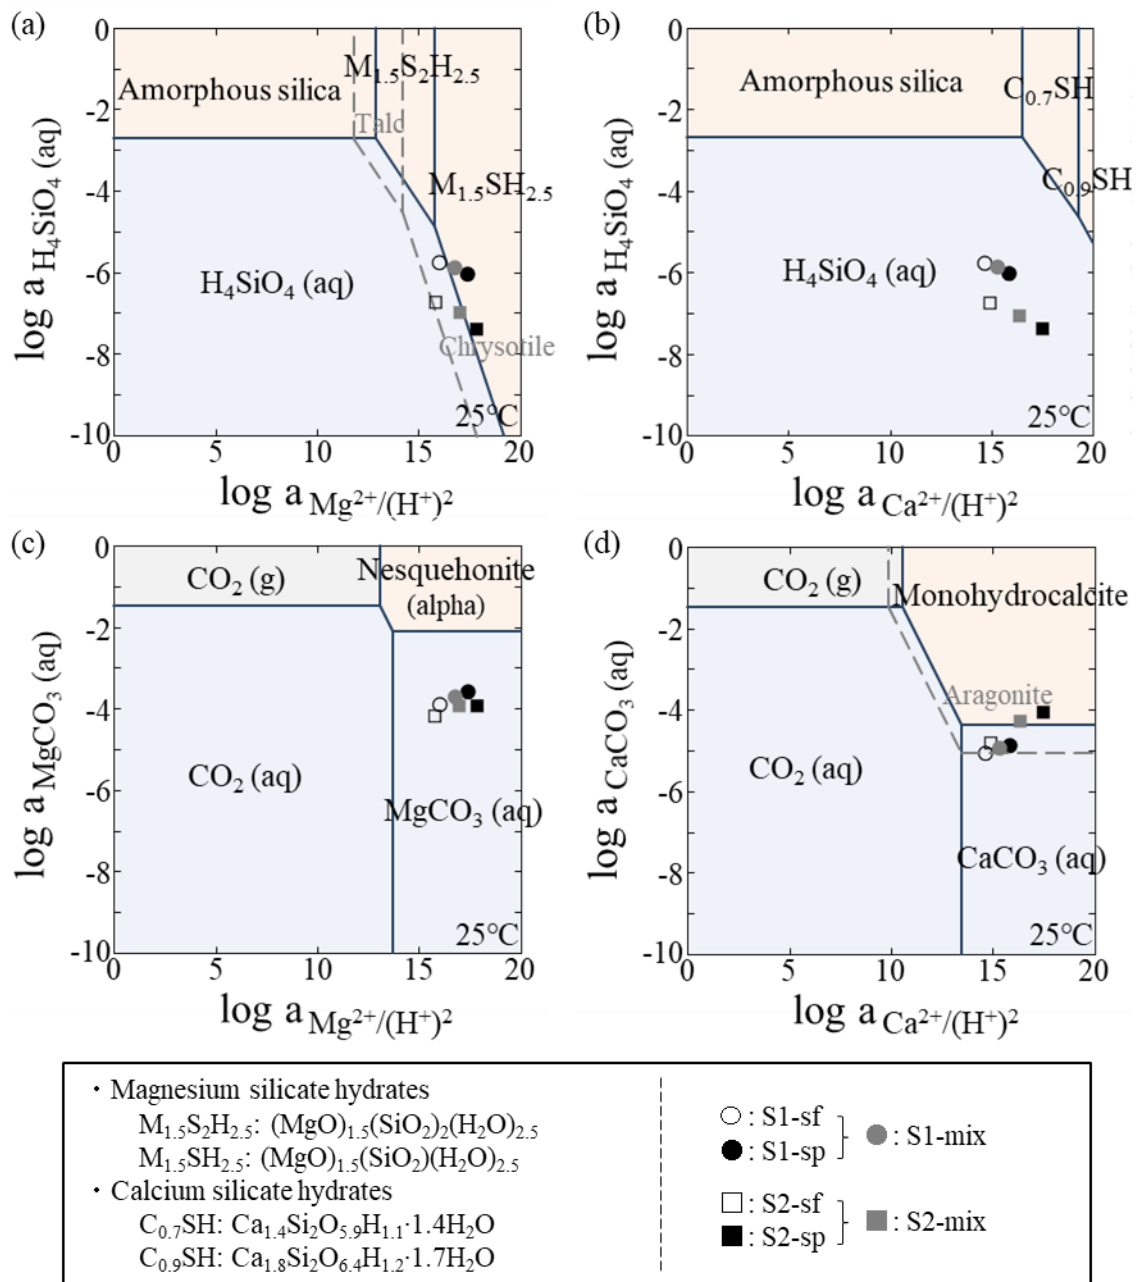 (a)
0
-2
-4
-6
-8
-10
log a H₄SiO₄ (aq)
Amorphous silica
M₁.₅S₂H₂.₅
Talc
M₁.₅SH₂.₅
H₄SiO₄ (aq)
Chrysotile
25°C
0 5 10 15 20
log a Mg²⁺/(H⁺)²
(b)
0
-2
-4
-6
-8
-10
log a H₄SiO₄ (aq)
Amorphous silica
C₀.₇SH
C₀.₉SH
H₄SiO₄ (aq)
25°C
0 5 10 15 20
log a Ca²⁺/(H⁺)²
(c)
0
-2
-4
-6
-8
-10
log a MgCO₃ (aq)
CO₂ (g)
Nesquehonite
(alpha)
CO₂ (aq)
MgCO₃ (aq)
25°C
0 5 10 15 20
log a Mg²⁺/(H⁺)²
(d)
0
-2
-4
-6
-8
-10
log a CaCO₃ (aq)
CO₂ (g)
Monohydrocalcite
Aragonite
CO₂ (aq)
CaCO₃ (aq)
25°C
0 5 10 15 20
log a Ca²⁺/(H⁺)²
・Magnesium silicate hydrates
M₁.₅S₂H₂.₅: (MgO)₁.₅(SiO₂)₂(H₂O)₂.₅
M₁.₅SH₂.₅: (MgO)₁.₅(SiO₂)(H₂O)₂.₅
・Calcium silicate hydrates
C₀.₇SH: Ca₁.₄Si₂O₅.₉H₁.₁·1.4H₂O
C₀.₉SH: Ca₁.₈Si₂O₆.₄H₁.₂·1.7H₂O
: S1-sf
: S1-sp
: S1-mix
: S2-sf
: S2-sp
: S2-mix